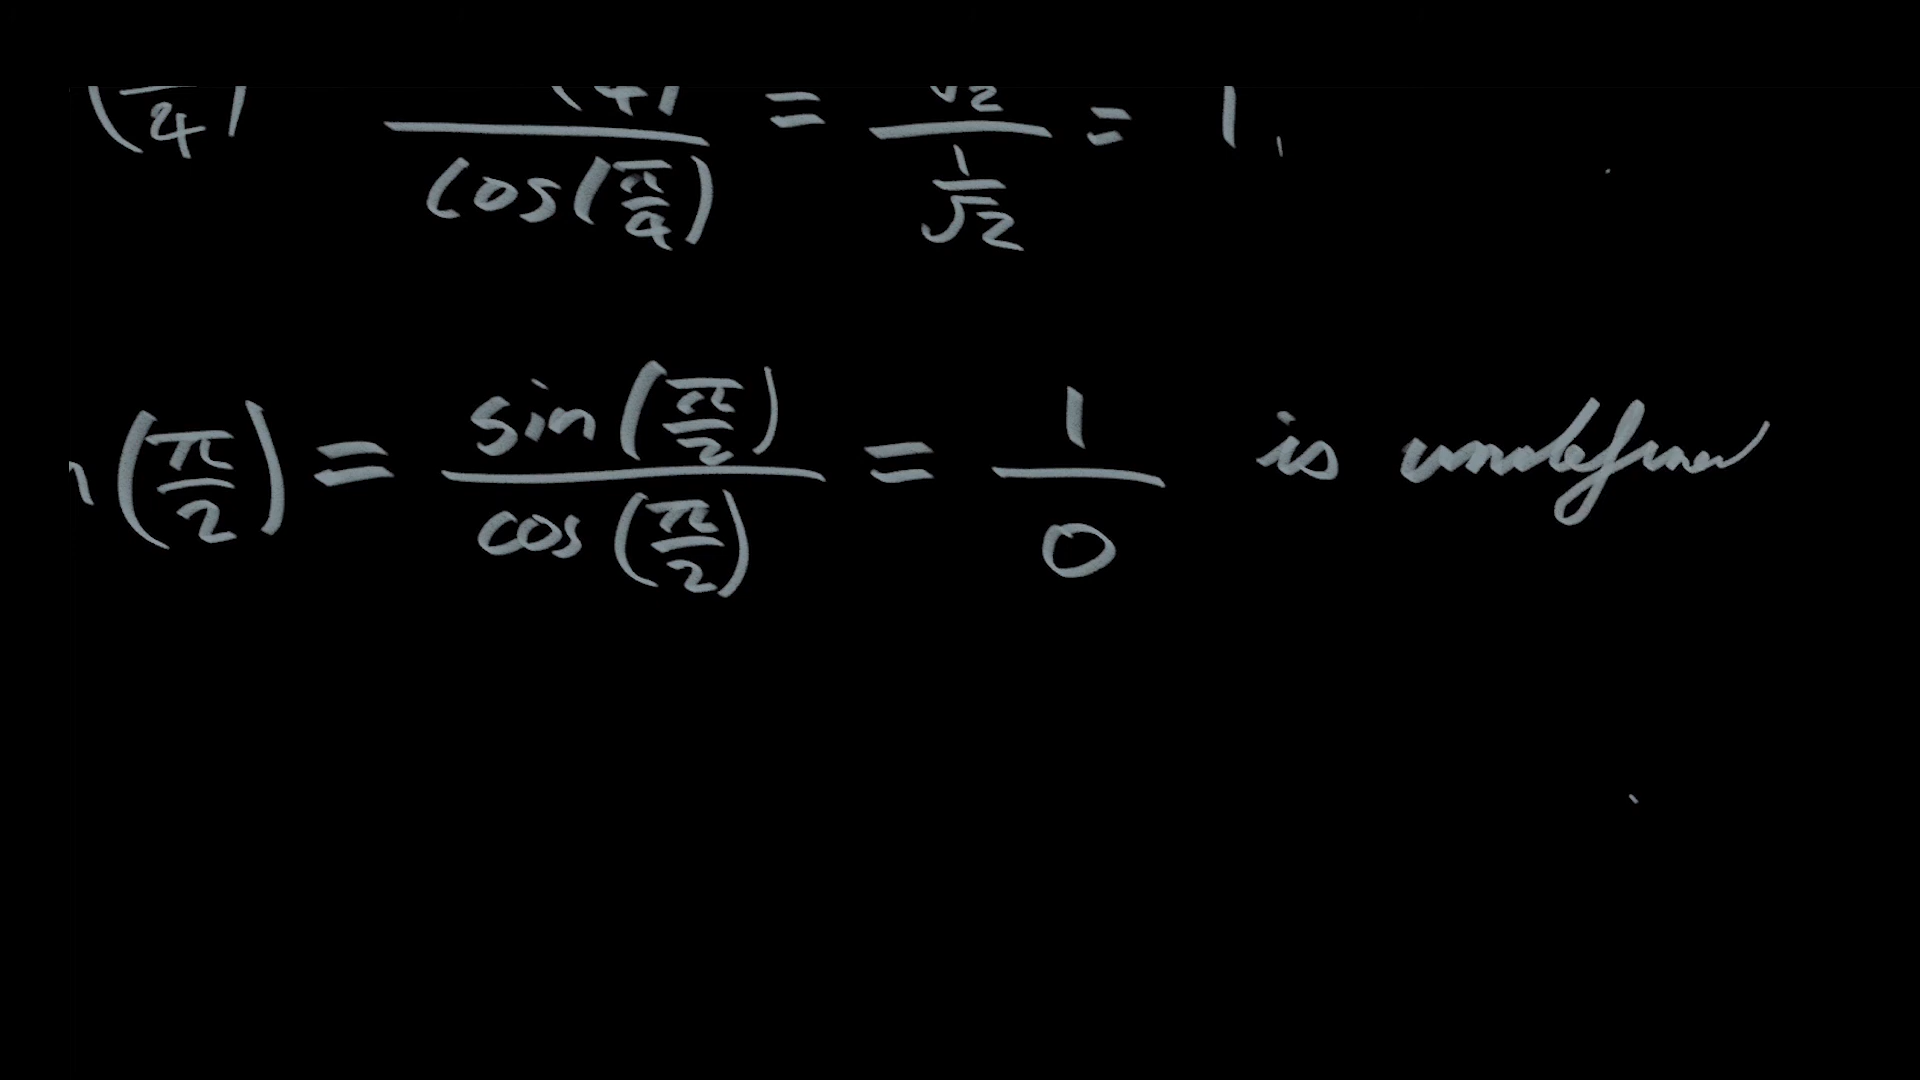 (π/4) (4) / cos(π/4) = √2 / (1/√2) = 1,
(π/2) = sin(π/2) / cos(π/2) = 1/0 is undefined